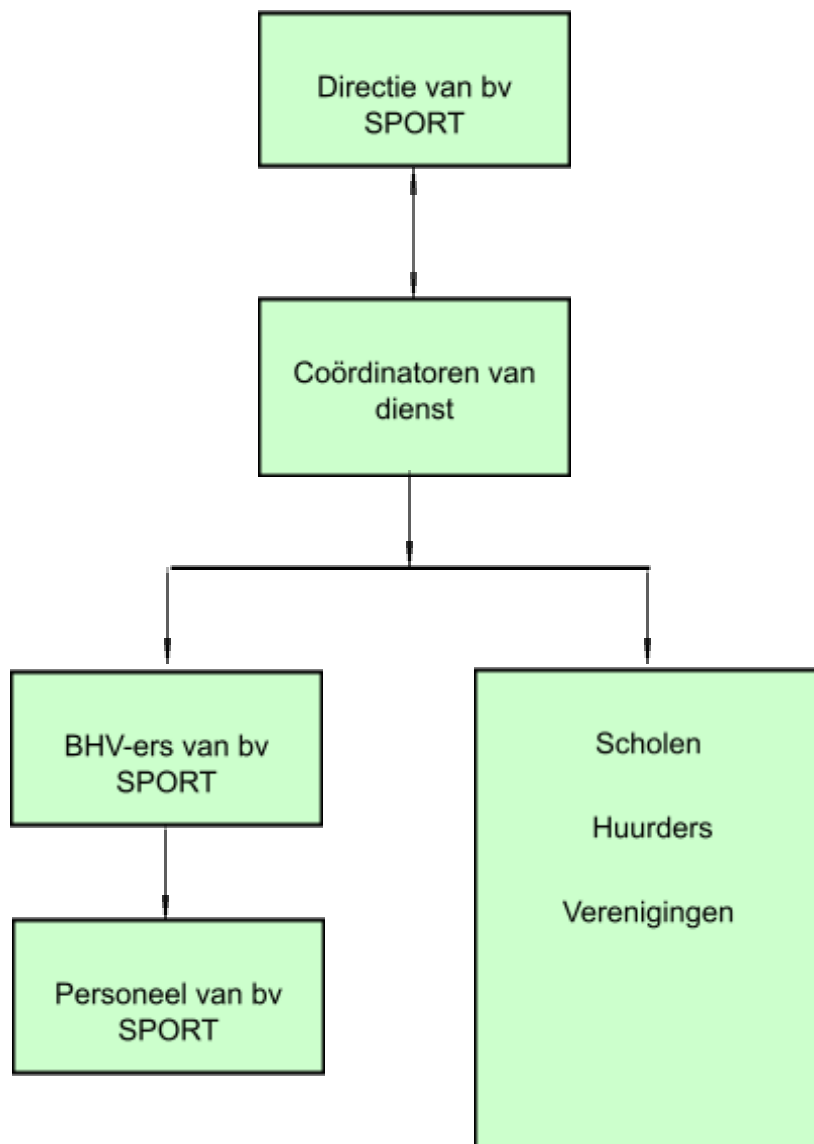 Directie van bv
SPORT
Coördinatoren van
dienst
BHV-ers van bv
SPORT
Personeel van bv
SPORT
Scholen
Huurders
Verenigingen